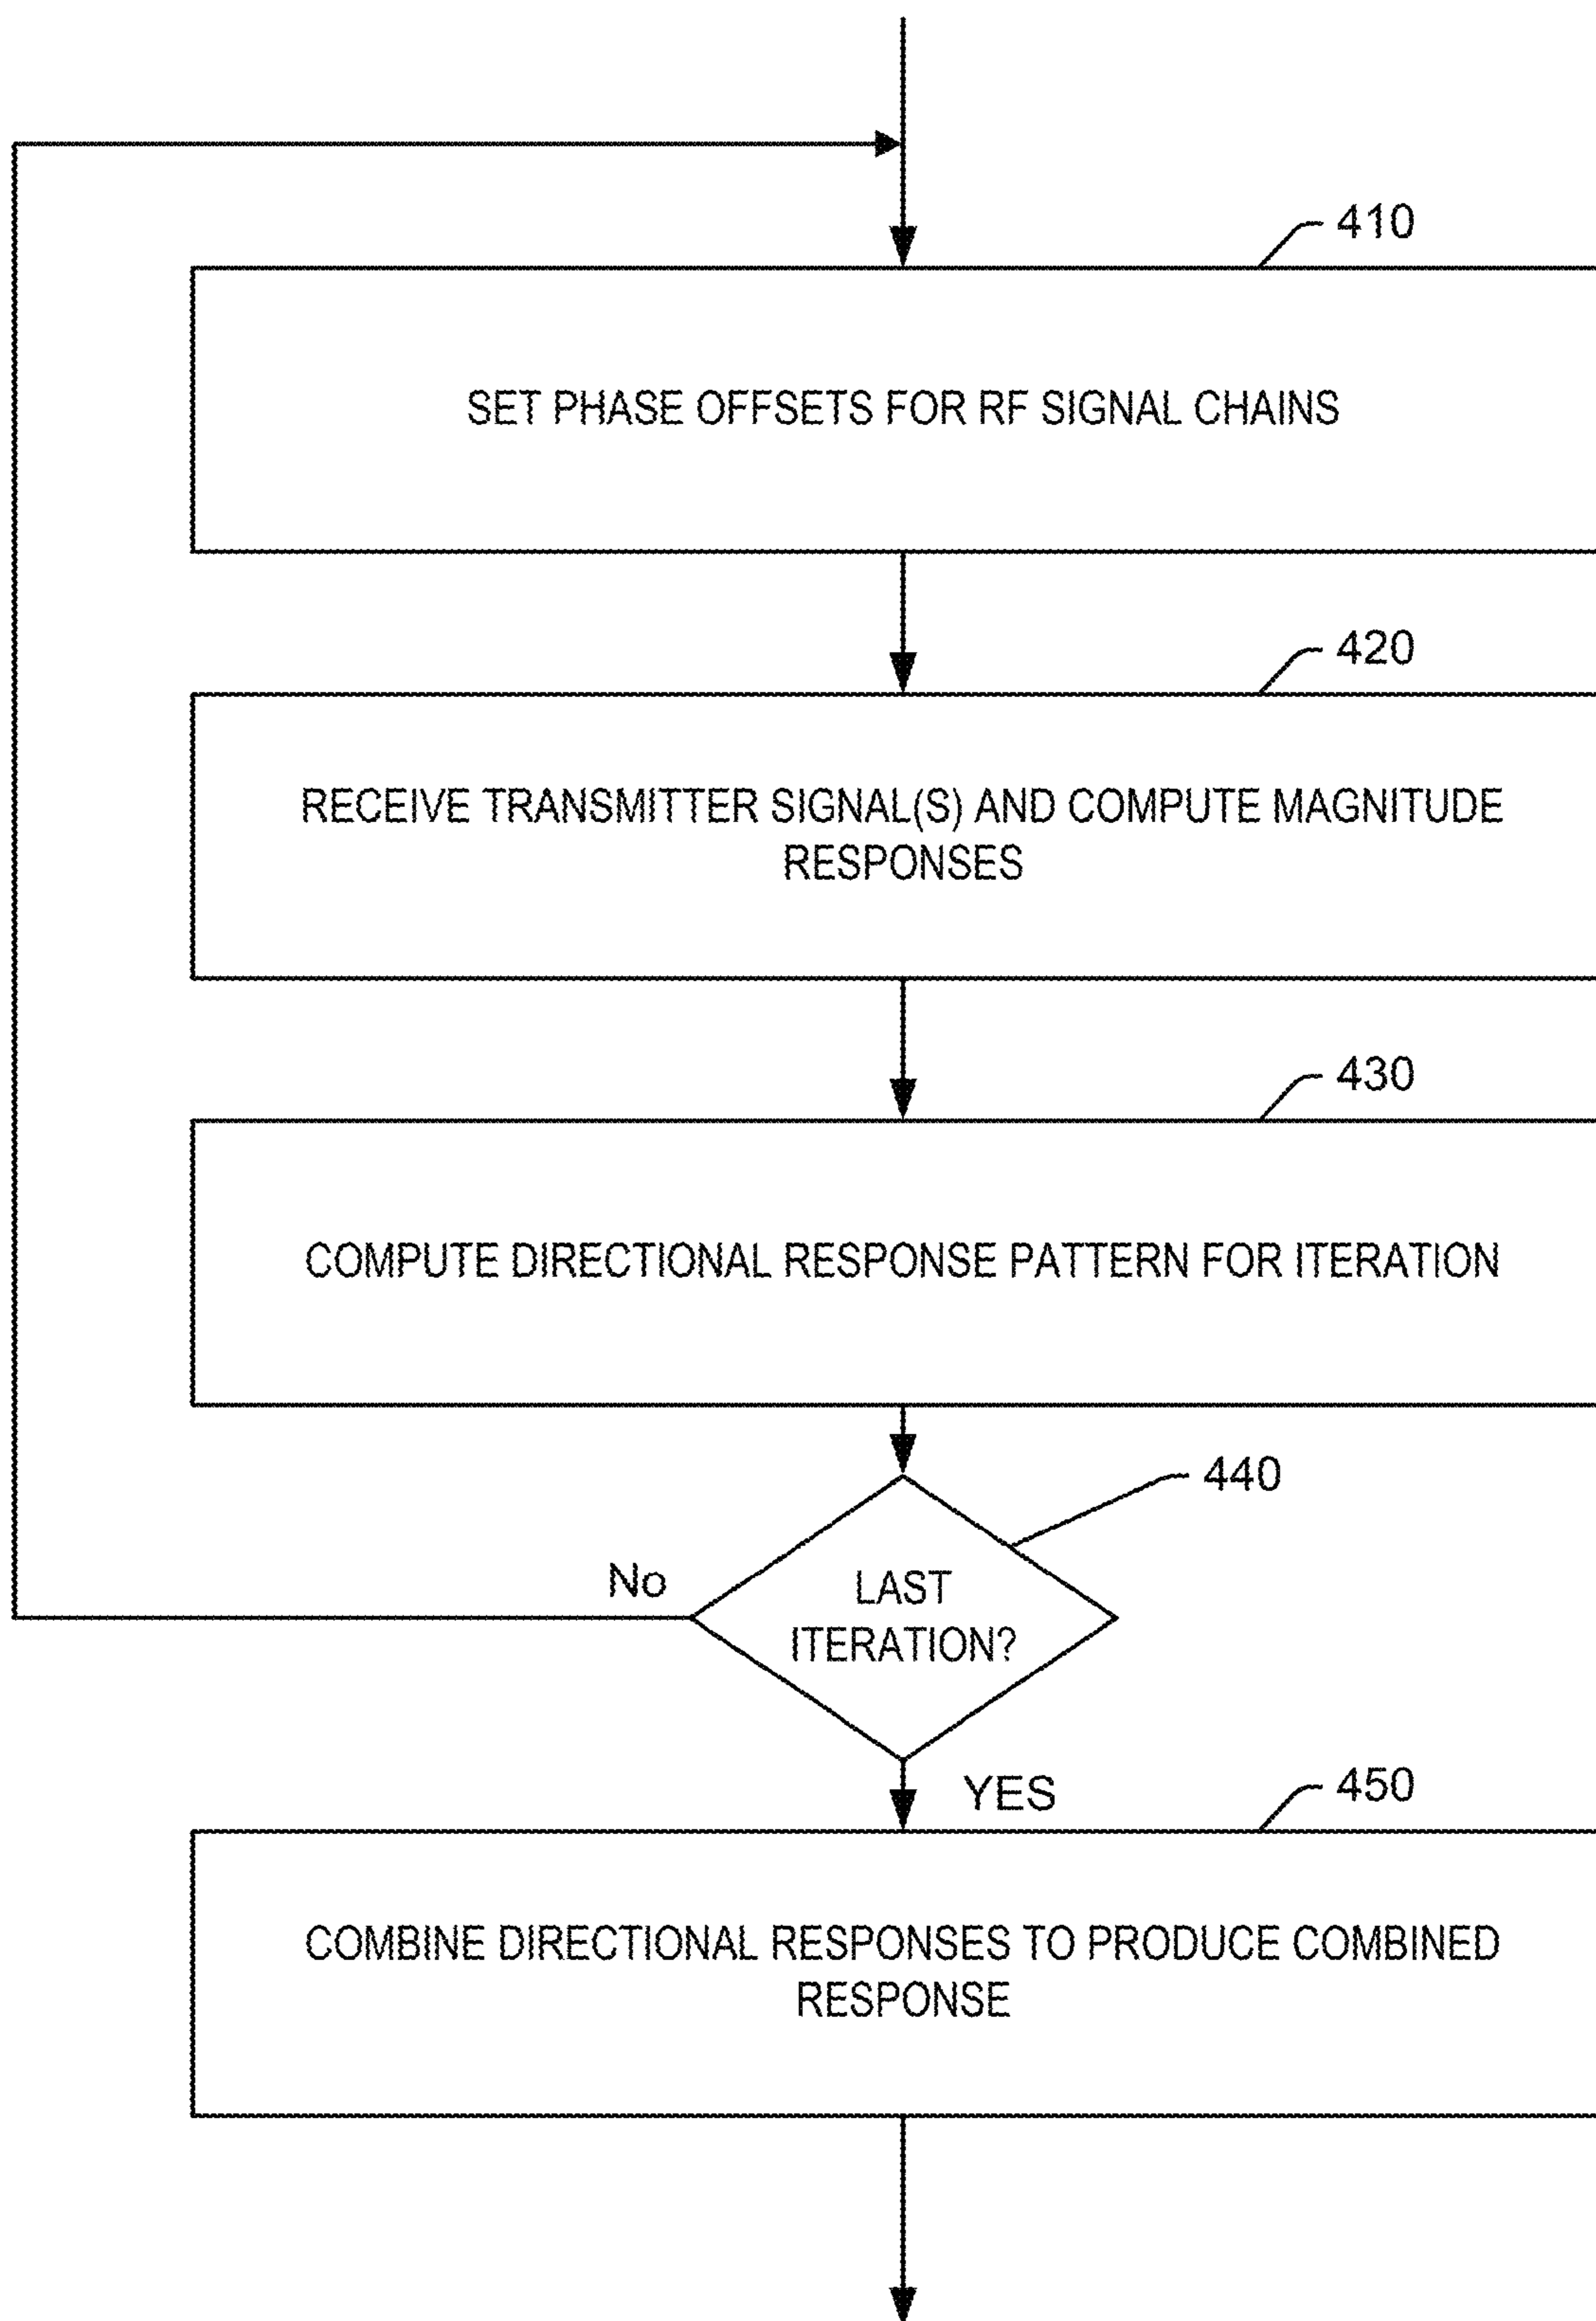 410
SET PHASE OFFSETS FOR RF SIGNAL CHAINS
420
RECEIVE TRANSMITTER SIGNAL(S) AND COMPUTE MAGNITUDE
RESPONSES
430
COMPUTE DIRECTIONAL RESPONSE PATTERN FOR ITERATION
440
No
LAST
ITERATION?
YES
450
COMBINE DIRECTIONAL RESPONSES TO PRODUCE COMBINED
RESPONSE